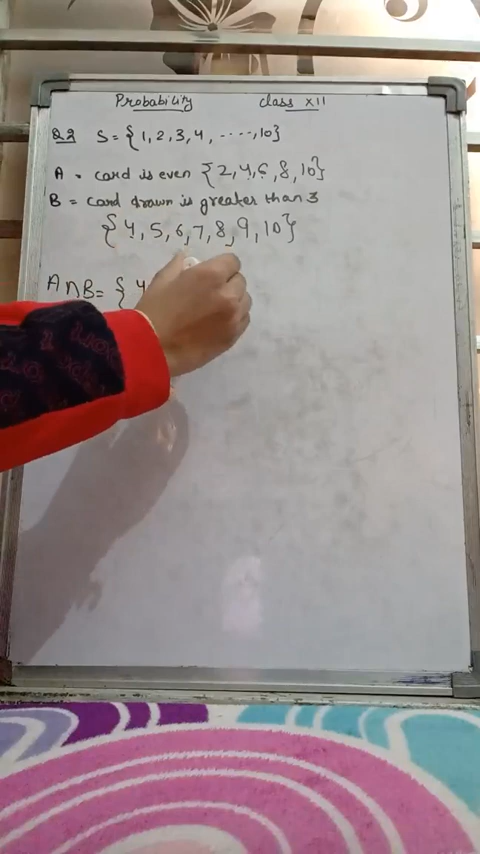 Probability class XII
Q.2 S = {1, 2, 3, 4, ....., 10}
A = card is even {2, 4, 6, 8, 10}
B = card drawn is greater than 3
{4, 5, 6, 7, 8, 9, 10}
A∩B = { 4